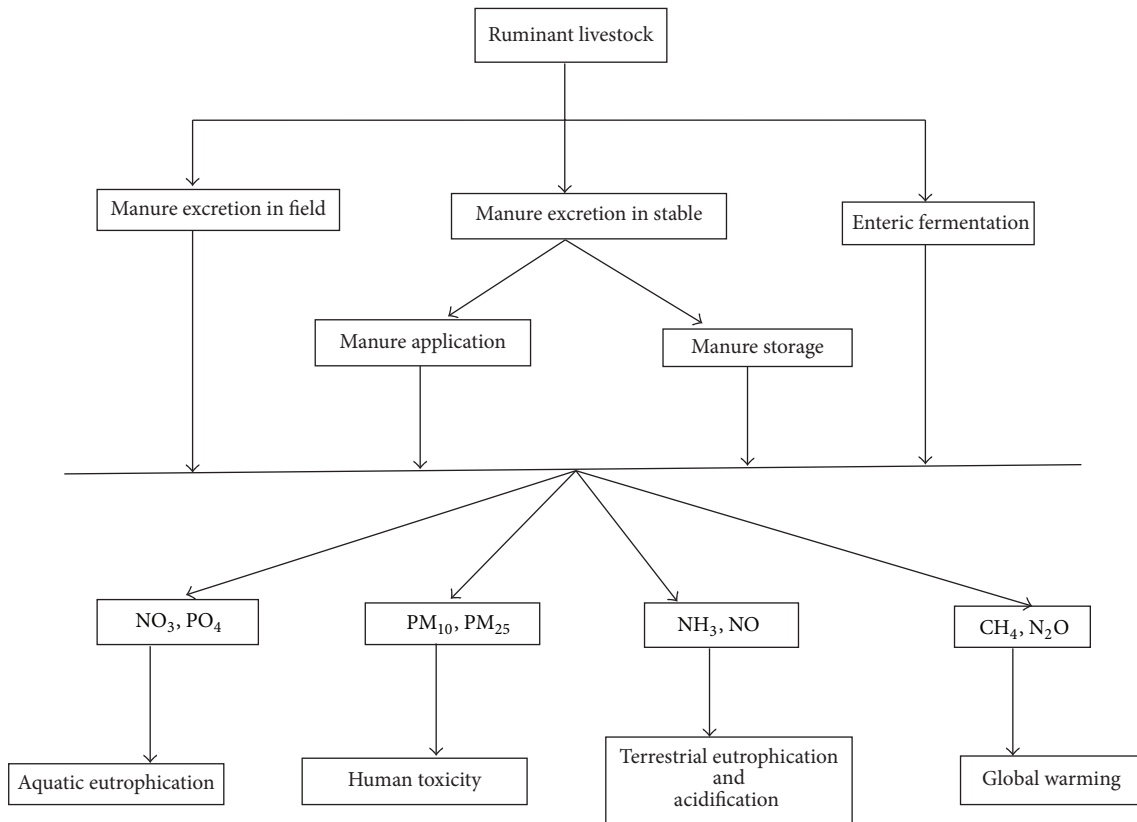 Ruminant livestock
Manure excretion in field
Manure excretion in stable
Enteric fermentation
Manure application
Manure storage
NO₃, PO₄
PM₁₀, PM₂₅
NH₃, NO
CH₄, N₂O
Aquatic eutrophication
Human toxicity
Terrestrial eutrophication
and
acidification
Global warming